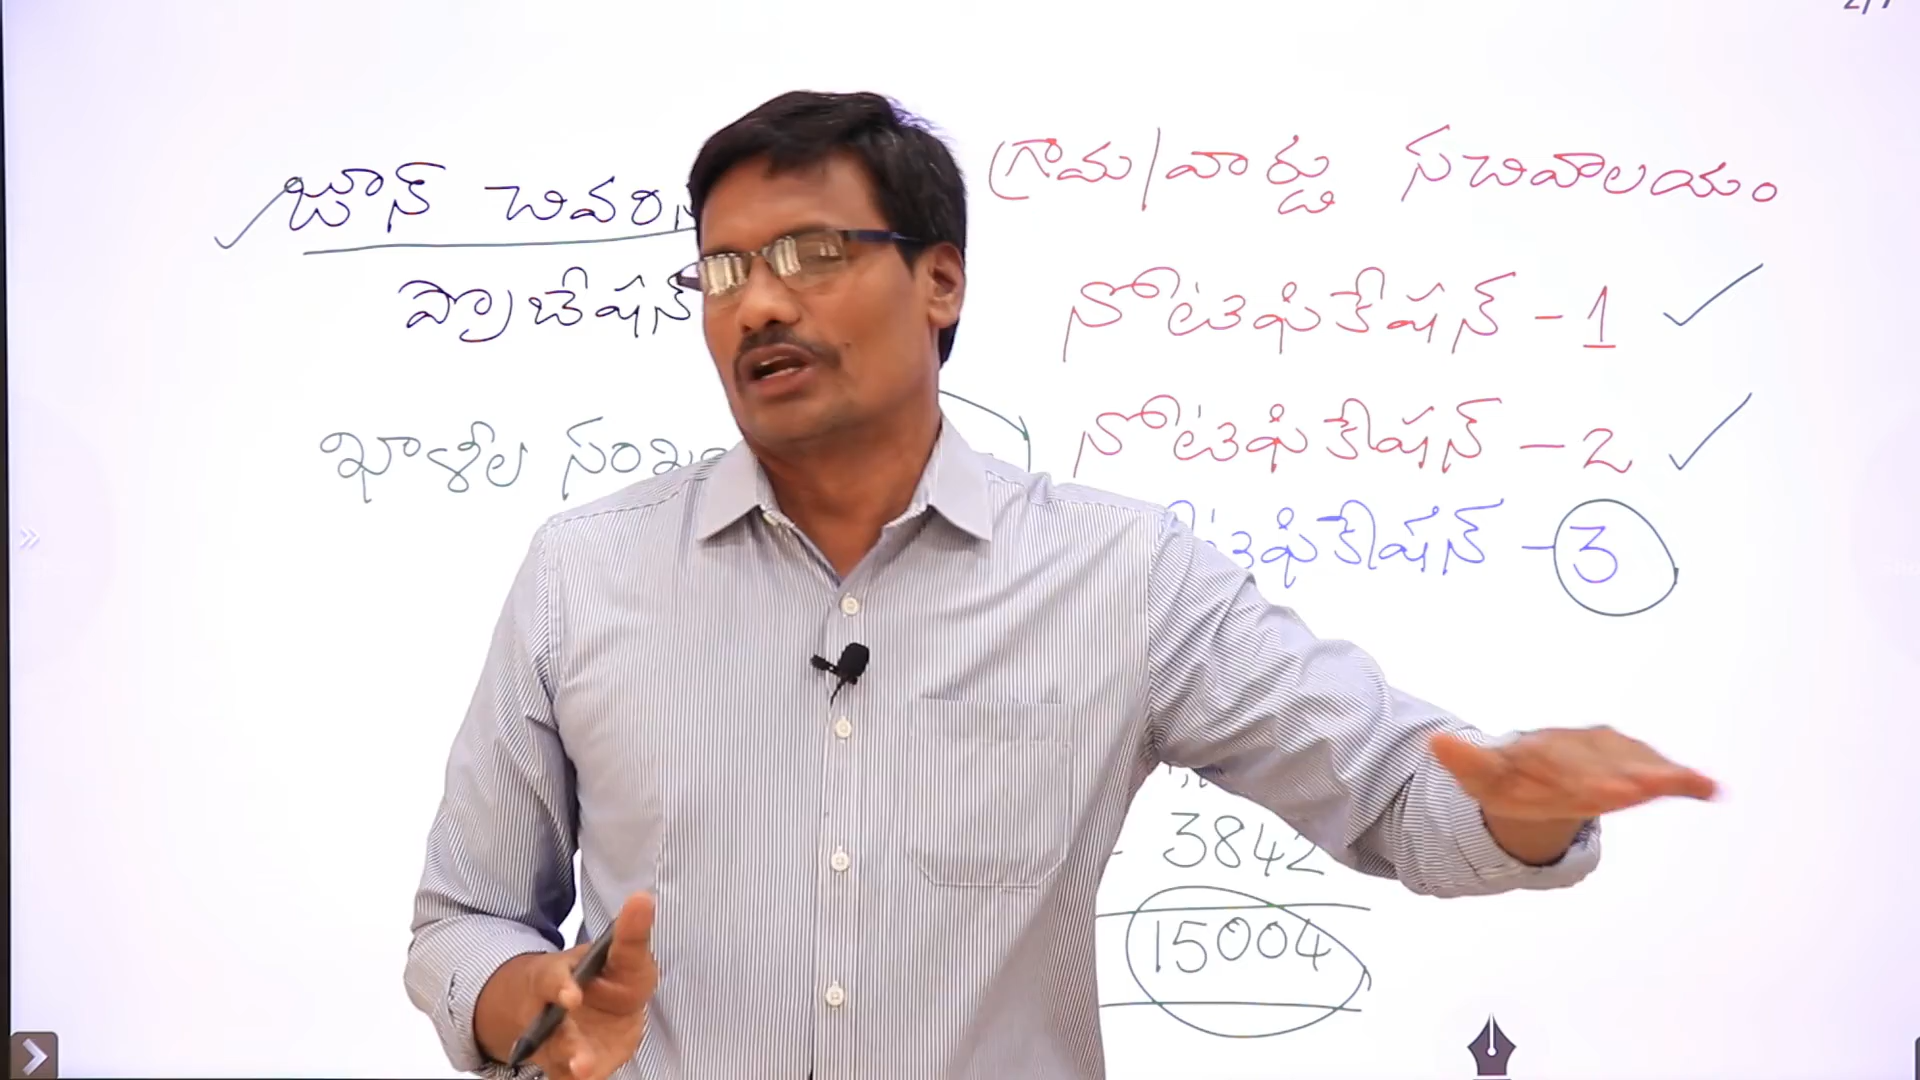 జూన్ చివరి
ప్రొబేషన్
ఖాళీల
గ్రామ/వార్డు సచివాలయం
నోటిఫికేషన్ - 1
నోటిఫికేషన్ - 2
టిఫికేషన్ - 3
3842
15004